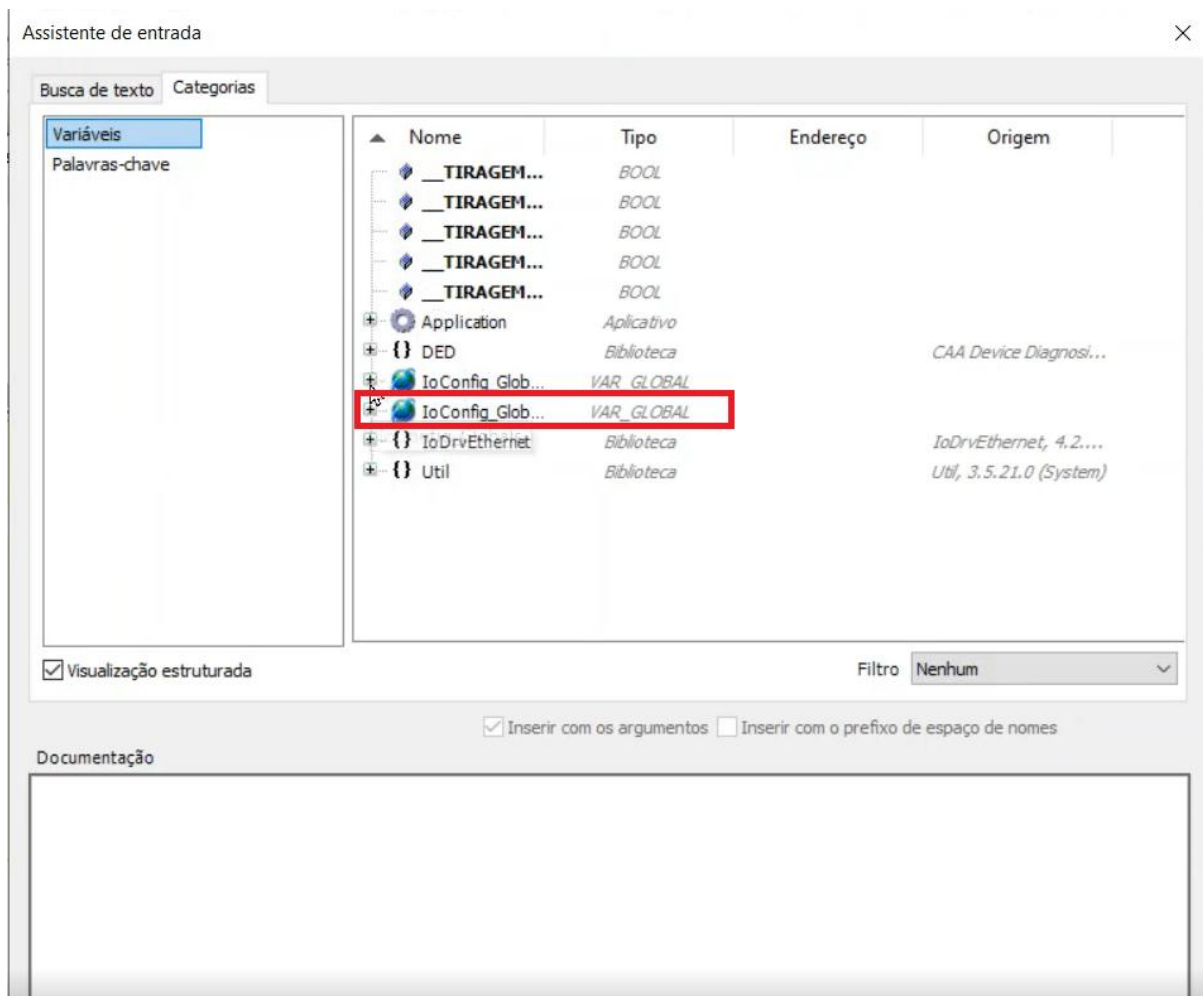 Assistente de entrada
Busca de texto Categorias
Variáveis
Palavras-chave
Nome Tipo Endereço Origem
__TIRAGEM... BOOL
__TIRAGEM... BOOL
__TIRAGEM... BOOL
__TIRAGEM... BOOL
__TIRAGEM... BOOL
Application Aplicativo
DED Biblioteca CAA Device Diagnosi...
IoConfig_Glob... VAR_GLOBAL
IoConfig_Glob... VAR_GLOBAL
IoDrvEthernet Biblioteca IoDrvEthernet, 4.2....
Util Biblioteca Util, 3.5.21.0 (System)
Visualização estruturada Filtro Nenhum
Inserir com os argumentos Inserir com o prefixo de espaço de nomes
Documentação